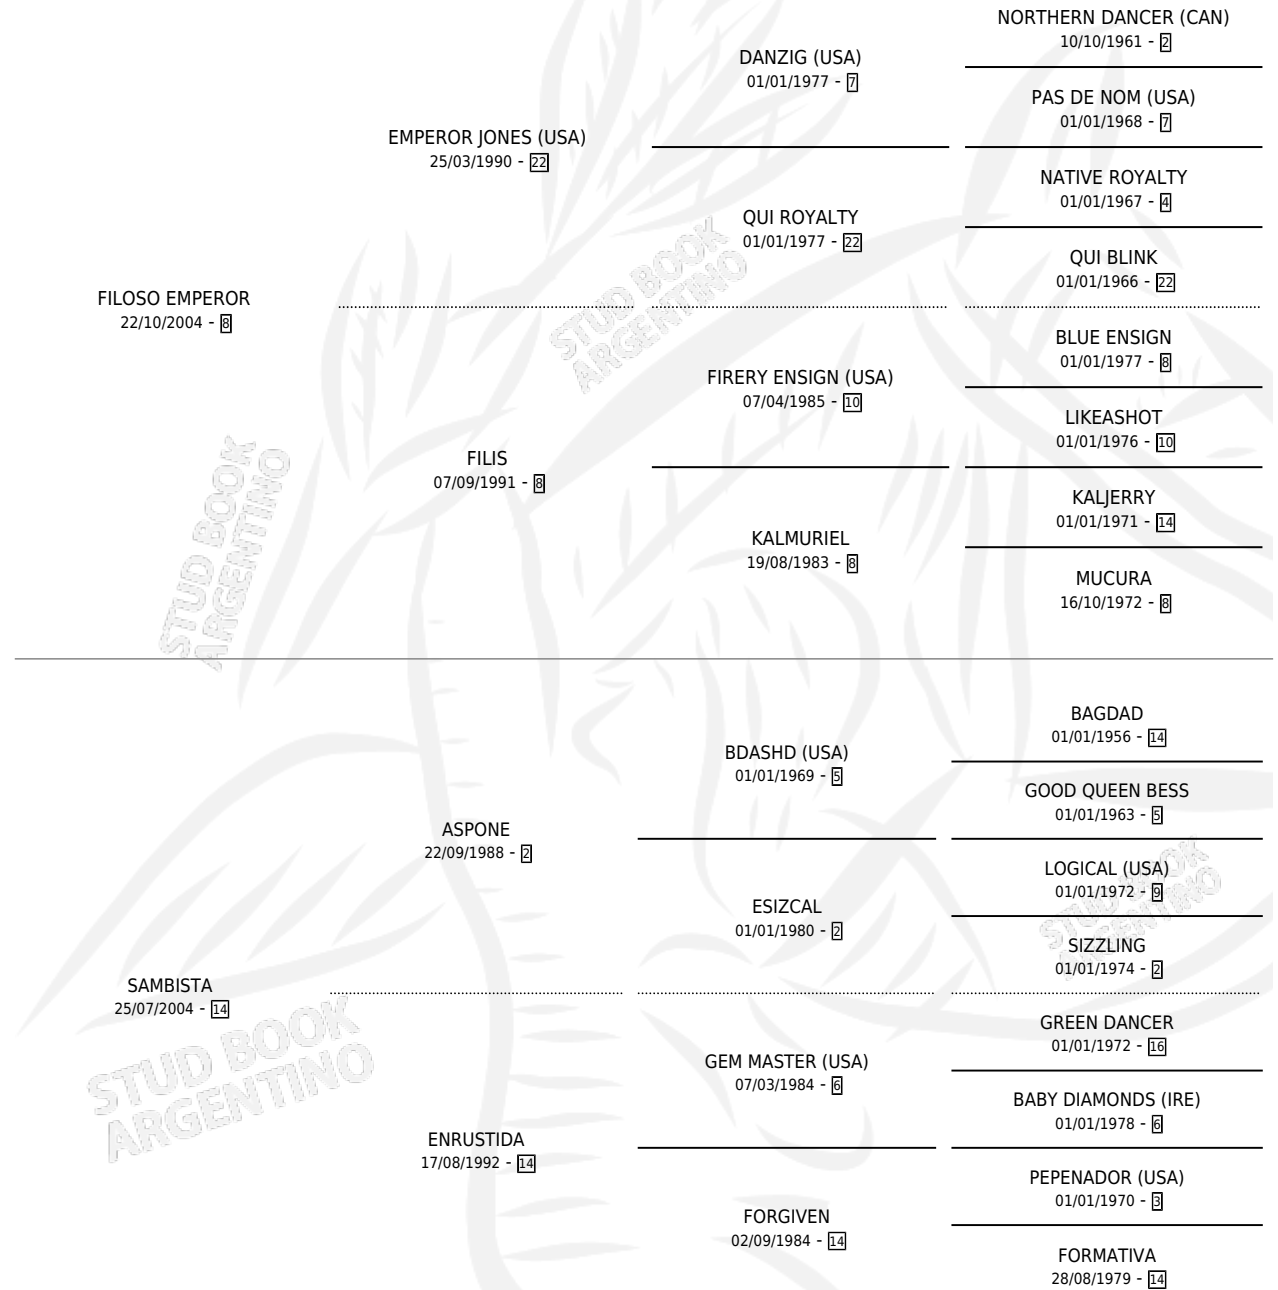 NORTHERN DANCER (CAN)
10/10/1961 - 2
DANZIG (USA)
01/01/1977 - 7
PAS DE NOM (USA)
01/01/1968 - 7
EMPEROR JONES (USA)
25/03/1990 - 22
NATIVE ROYALTY
01/01/1967 - 4
QUI ROYALTY
01/01/1977 - 22
QUI BLINK
01/01/1966 - 22
FILOSO EMPEROR
22/10/2004 - 8
STUD BOOK
ARGENTINO
BLUE ENSIGN
01/01/1977 - 8
FIRERY ENSIGN (USA)
07/04/1985 - 10
LIKEASHOT
01/01/1976 - 10
FILIS
07/09/1991 - 8
KALJERRY
01/01/1971 - 14
KALMURIEL
19/08/1983 - 8
MUCURA
16/10/1972 - 8
STUD BOOK
ARGENTINO
BAGDAD
01/01/1956 - 14
BDASHD (USA)
01/01/1969 - 5
GOOD QUEEN BESS
01/01/1963 - 5
ASPONE
22/09/1988 - 2
LOGICAL (USA)
01/01/1972 - 9
ESIZCAL
01/01/1980 - 2
SIZZLING
01/01/1974 - 2
STUD BOOK
ARGENTINO
SAMBISTA
25/07/2004 - 14
GREEN DANCER
01/01/1972 - 16
GEM MASTER (USA)
07/03/1984 - 6
BABY DIAMONDS (IRE)
01/01/1978 - 6
STUD BOOK
ARGENTINO
ENRUSTIDA
17/08/1992 - 14
PEPENADOR (USA)
01/01/1970 - 3
FORGIVEN
02/09/1984 - 14
FORMATIVA
28/08/1979 - 14